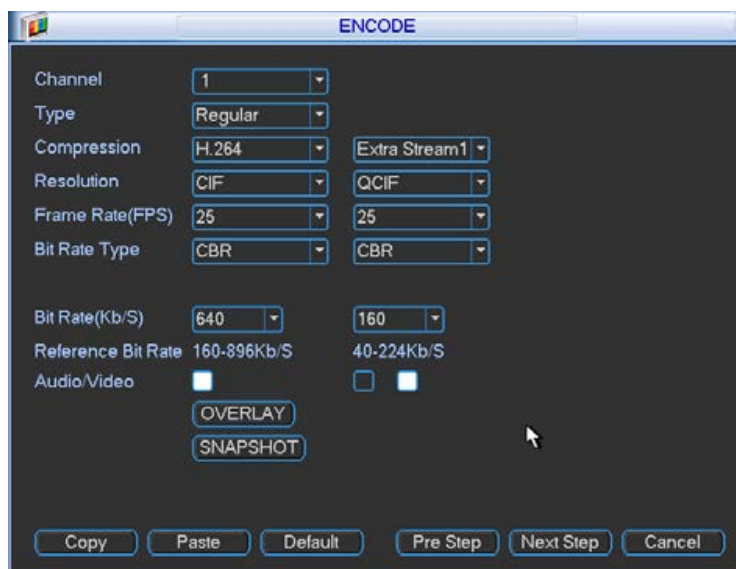 ENCODE
Channel 1
Type Regular
Compression H.264 Extra Stream1
Resolution CIF QCIF
Frame Rate(FPS) 25 25
Bit Rate Type CBR CBR
Bit Rate(Kb/S) 640 160
Reference Bit Rate 160-896Kb/S 40-224Kb/S
Audio/Video
OVERLAY
SNAPSHOT
Copy Paste Default Pre Step Next Step Cancel